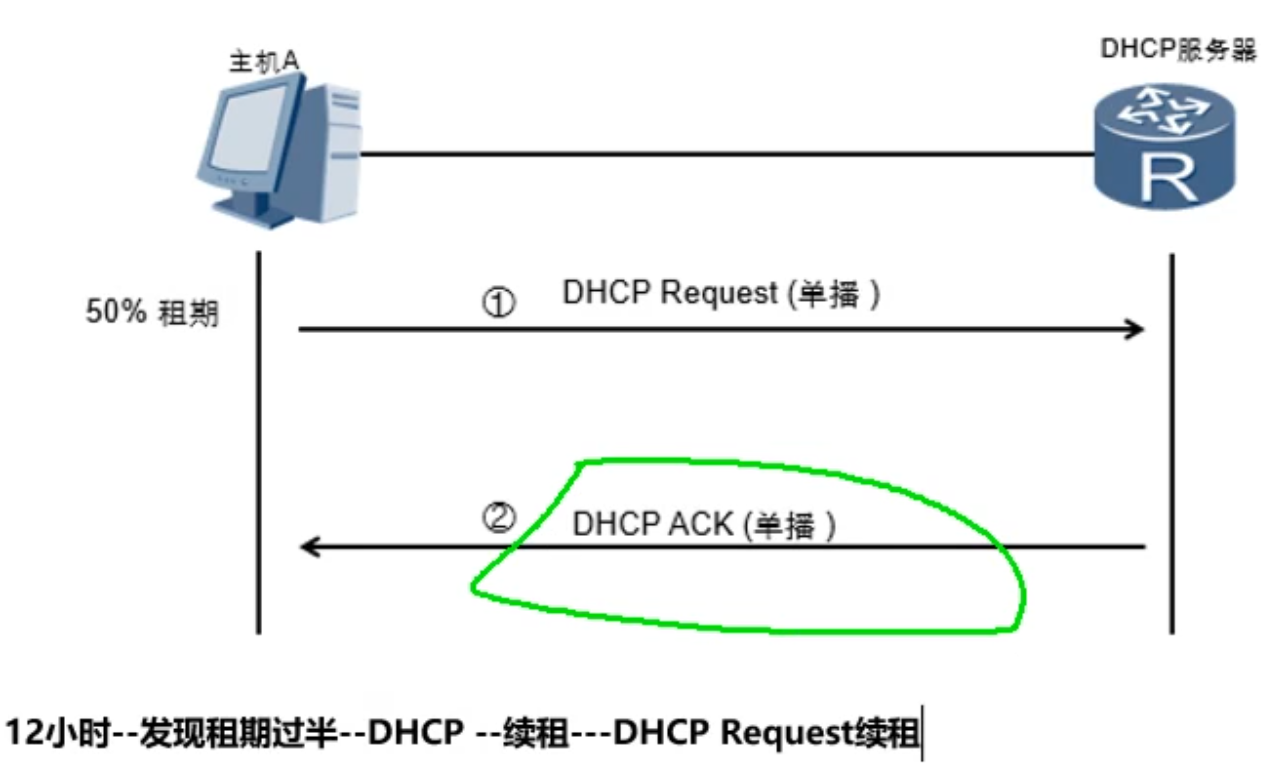 主机A
DHCP服务器
R
50% 租期
① DHCP Request (单播 )
② DHCP ACK (单播 )
12小时--发现租期过半--DHCP --续租---DHCP Request续租